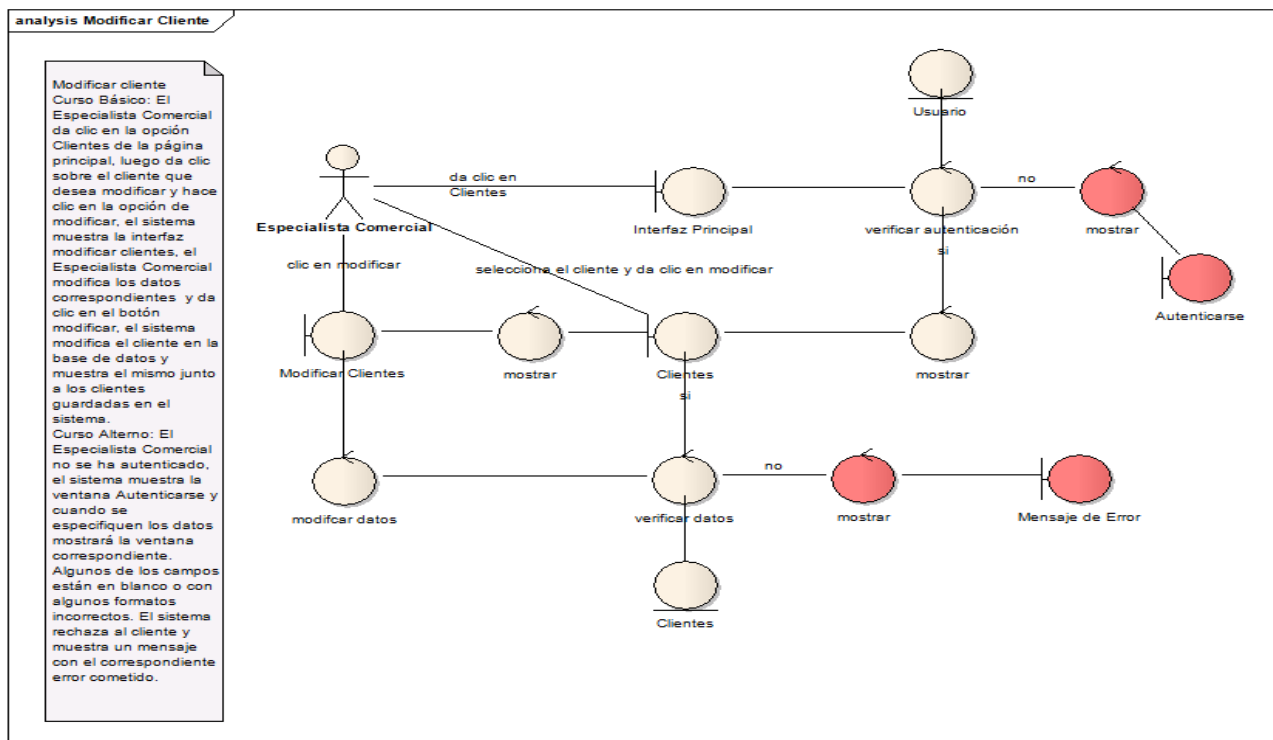 analysis Modificar Cliente
Modificar cliente
Curso Básico: El
Especialista Comercial
da clic en la opción
Clientes de la página
principal, luego da clic
sobre el cliente que
desea modificar y hace
clic en la opción de
modificar, el sistema
muestra la interfaz
modificar clientes, el
Especialista Comercial
modifica los datos
correspondientes y da
clic en el botón
modificar, el sistema
modifica el cliente en la
base de datos y
muestra el mismo junto
a los clientes
guardadas en el
sistema.
Curso Alterno: El
Especialista Comercial
no se ha autenticado,
el sistema muestra la
ventana Autenticarse y
cuando se
especifiquen los datos
mostrará la ventana
correspondiente.
Algunos de los campos
están en blanco o con
algunos formatos
incorrectos. El sistema
rechaza al cliente y
muestra un mensaje
con el correspondiente
error cometido.
Usuario
da clic en
Clientes
no
Especialista Comercial
Interfaz Principal
verificar autenticación
mostrar
si
clic en modificar
selecciona el cliente y da clic en modificar
Autenticarse
Modificar Clientes
mostrar
Clientes
mostrar
si
no
modifcar datos
verificar datos
mostrar
Mensaje de Error
Clientes